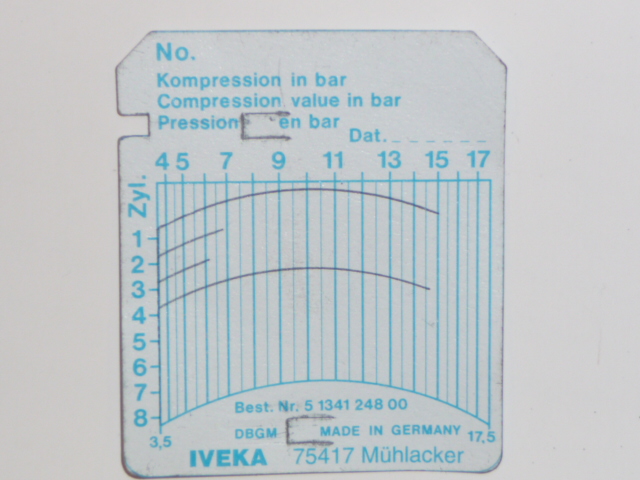 No.
Kompression in bar
Compression value in bar
Pression en bar
Dat.
4 5 7 9 11 13 15 17
Zyl.
1
2
3
4
5
6
7
8
3,5
17,5
Best. Nr. 5 1341 248 00
DBGM MADE IN GERMANY
IVEKA 75417 Mühlacker